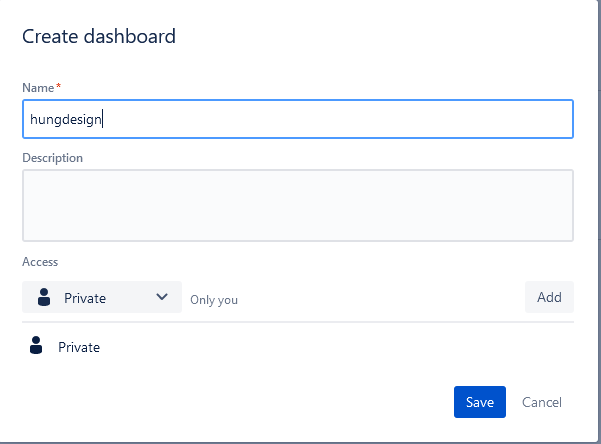 Create dashboard
Name*
hungdesign
Description
Access
Private Only you Add
Private
Save Cancel